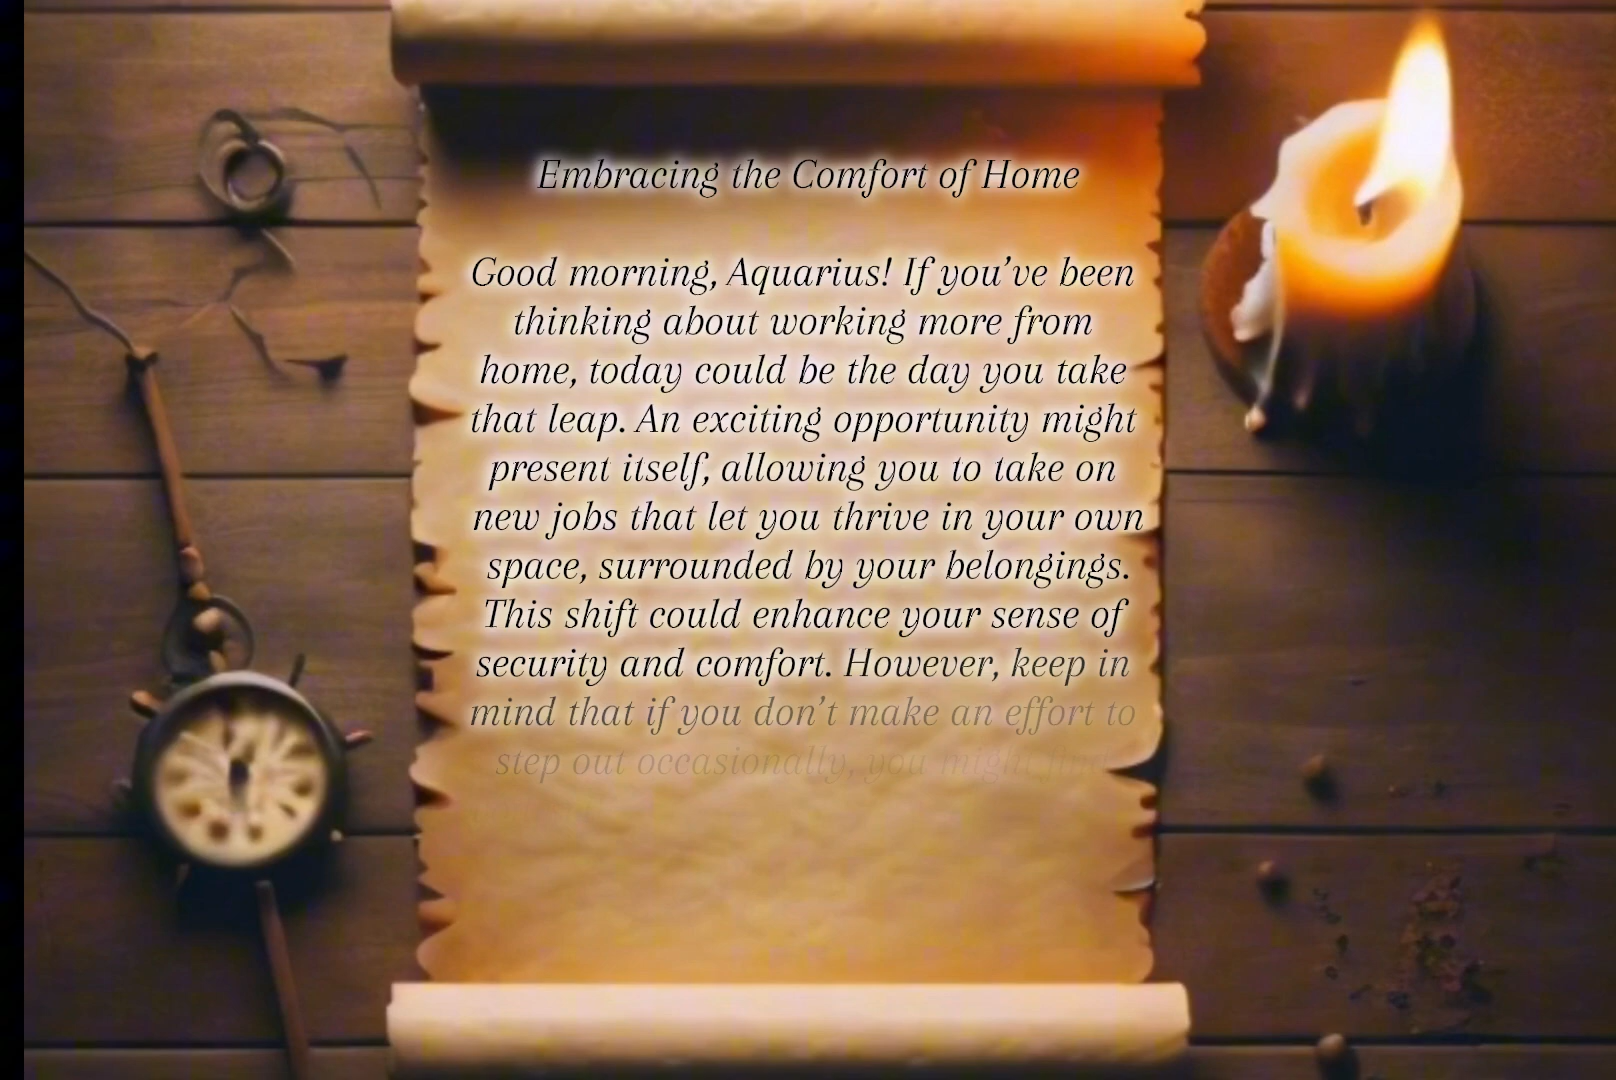 Embracing the Comfort of Home
Good morning, Aquarius! If you’ve been
thinking about working more from
home, today could be the day you take
that leap. An exciting opportunity might
present itself, allowing you to take on
new jobs that let you thrive in your own
space, surrounded by your belongings.
This shift could enhance your sense of
security and comfort. However, keep in
mind that if you don’t make an effort to
step out occasionally, you might